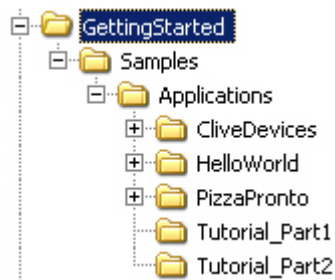 GettingStarted
Samples
Applications
CliveDevices
HelloWorld
PizzaPronto
Tutorial_Part1
Tutorial_Part2